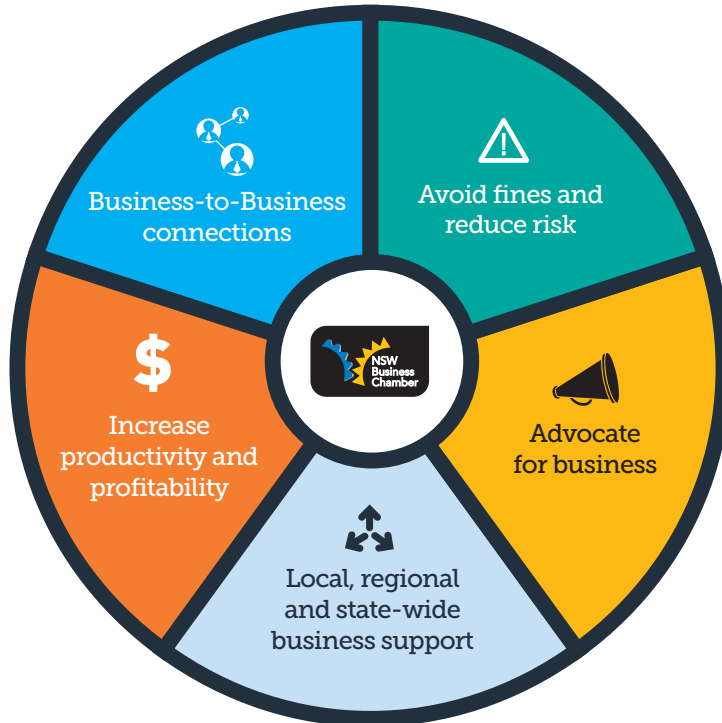 Business-to-Business
connections
Avoid fines and
reduce risk
$
Increase
productivity and
profitability
NSW
Business
Chamber
Advocate
for business
Local, regional
and state-wide
business support